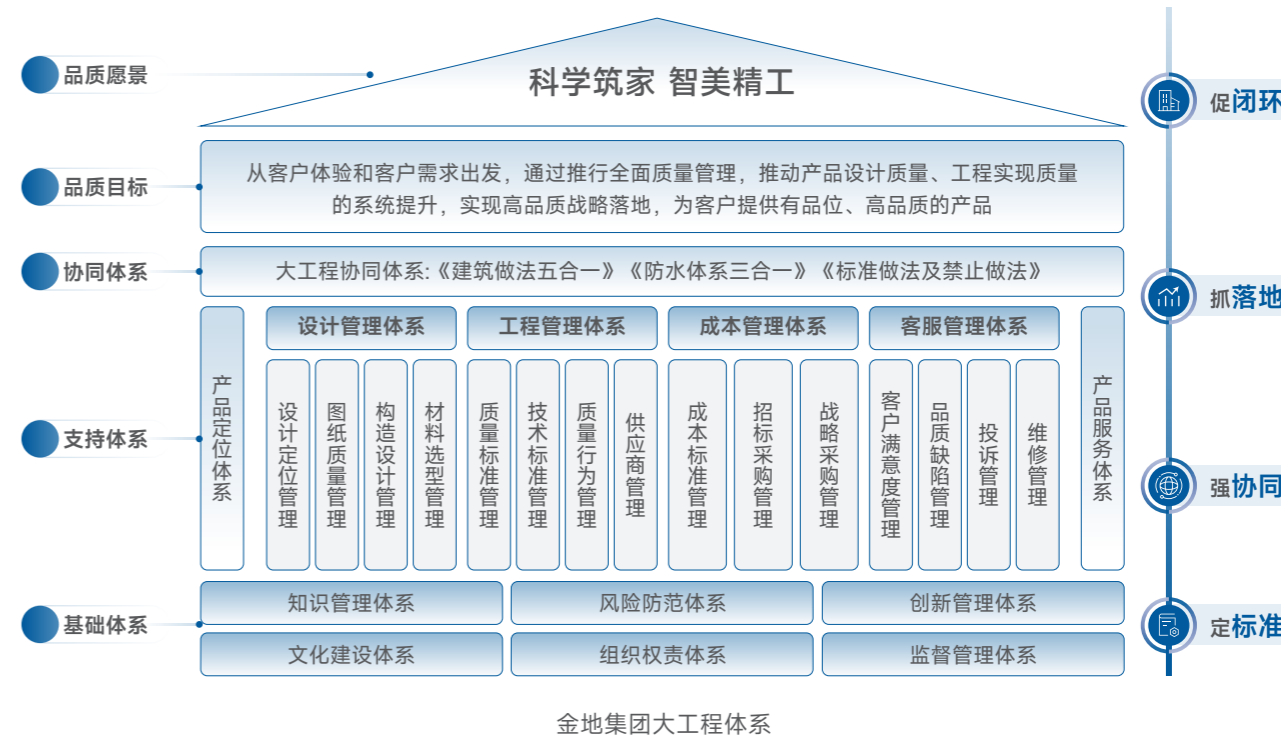 品质愿景
科学筑家 智美精工
促闭环
品质目标
从客户体验和客户需求出发，通过推行全面质量管理，推动产品设计质量、工程实现质量
的系统提升，实现高品质战略落地，为客户提供有品位、高品质的产品
协同体系
大工程协同体系:《建筑做法五合一》《防水体系三合一》《标准做法及禁止做法》
抓落地
支持体系
产品定位体系
设计管理体系
设计定位管理
图纸质量管理
构造设计管理
材料选型管理
工程管理体系
质量标准管理
技术标准管理
质量行为管理
供应商管理
成本管理体系
成本标准管理
招标采购管理
战略采购管理
客服管理体系
客户满意度管理
品质缺陷管理
投诉管理
维修管理
产品服务体系
强协同
基础体系
知识管理体系
风险防范体系
创新管理体系
文化建设体系
组织权责体系
监督管理体系
定标准
金地集团大工程体系